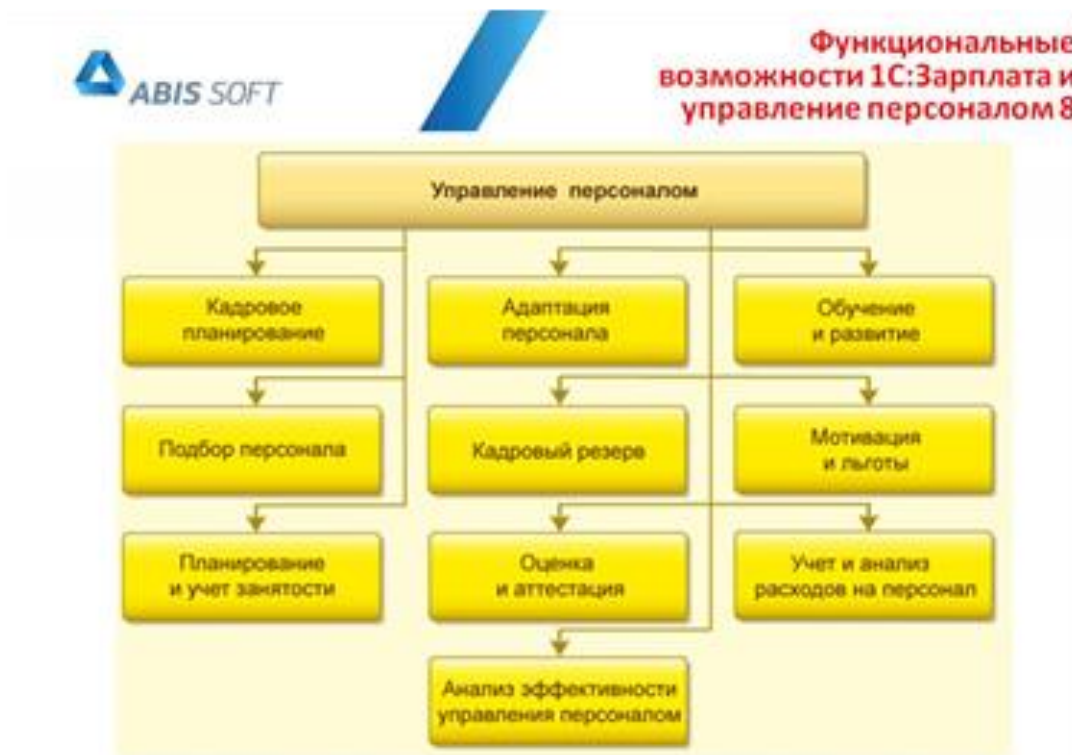 ABIS SOFT
Функциональные
возможности 1С:Зарплата и
управление персоналом 8
Управление персоналом
Кадровое
планирование
Адаптация
персонала
Обучение
и развитие
Подбор персонала
Кадровый резерв
Мотивация
и льготы
Планирование
и учет занятости
Оценка
и аттестация
Учет и анализ
расходов на персонал
Анализ эффективности
управления персоналом